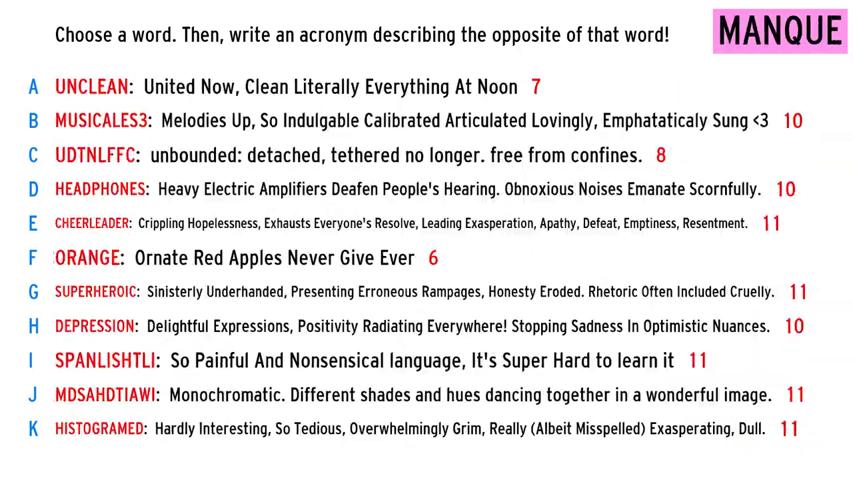 Choose a word. Then, write an acronym describing the opposite of that word! MANQUE
A UNCLEAN: United Now, Clean Literally Everything At Noon 7
B MUSICALES3: Melodies Up, So Indulgable Calibrated Articulated Lovingly, Emphataticaly Sung <3 10
C UDTNLFFC: unbounded: detached, tethered no longer. free from confines. 8
D HEADPHONES: Heavy Electric Amplifiers Deafen People's Hearing. Obnoxious Noises Emanate Scornfully. 10
E CHEERLEADER: Crippling Hopelessness, Exhausts Everyone's Resolve, Leading Exasperation, Apathy, Defeat, Emptiness, Resentment. 11
F ORANGE: Ornate Red Apples Never Give Ever 6
G SUPERHEROIC: Sinisterly Underhanded, Presenting Erroneous Rampages, Honesty Eroded. Rhetoric Often Included Cruelly. 11
H DEPRESSION: Delightful Expressions, Positivity Radiating Everywhere! Stopping Sadness In Optimistic Nuances. 10
I SPANLISHTLI: So Painful And Nonsensical language, It's Super Hard to learn it 11
J MDSAHDTIAWI: Monochromatic. Different shades and hues dancing together in a wonderful image. 11
K HISTOGRAMED: Hardly Interesting, So Tedious, Overwhelmingly Grim, Really (Albeit Misspelled) Exasperating, Dull. 11